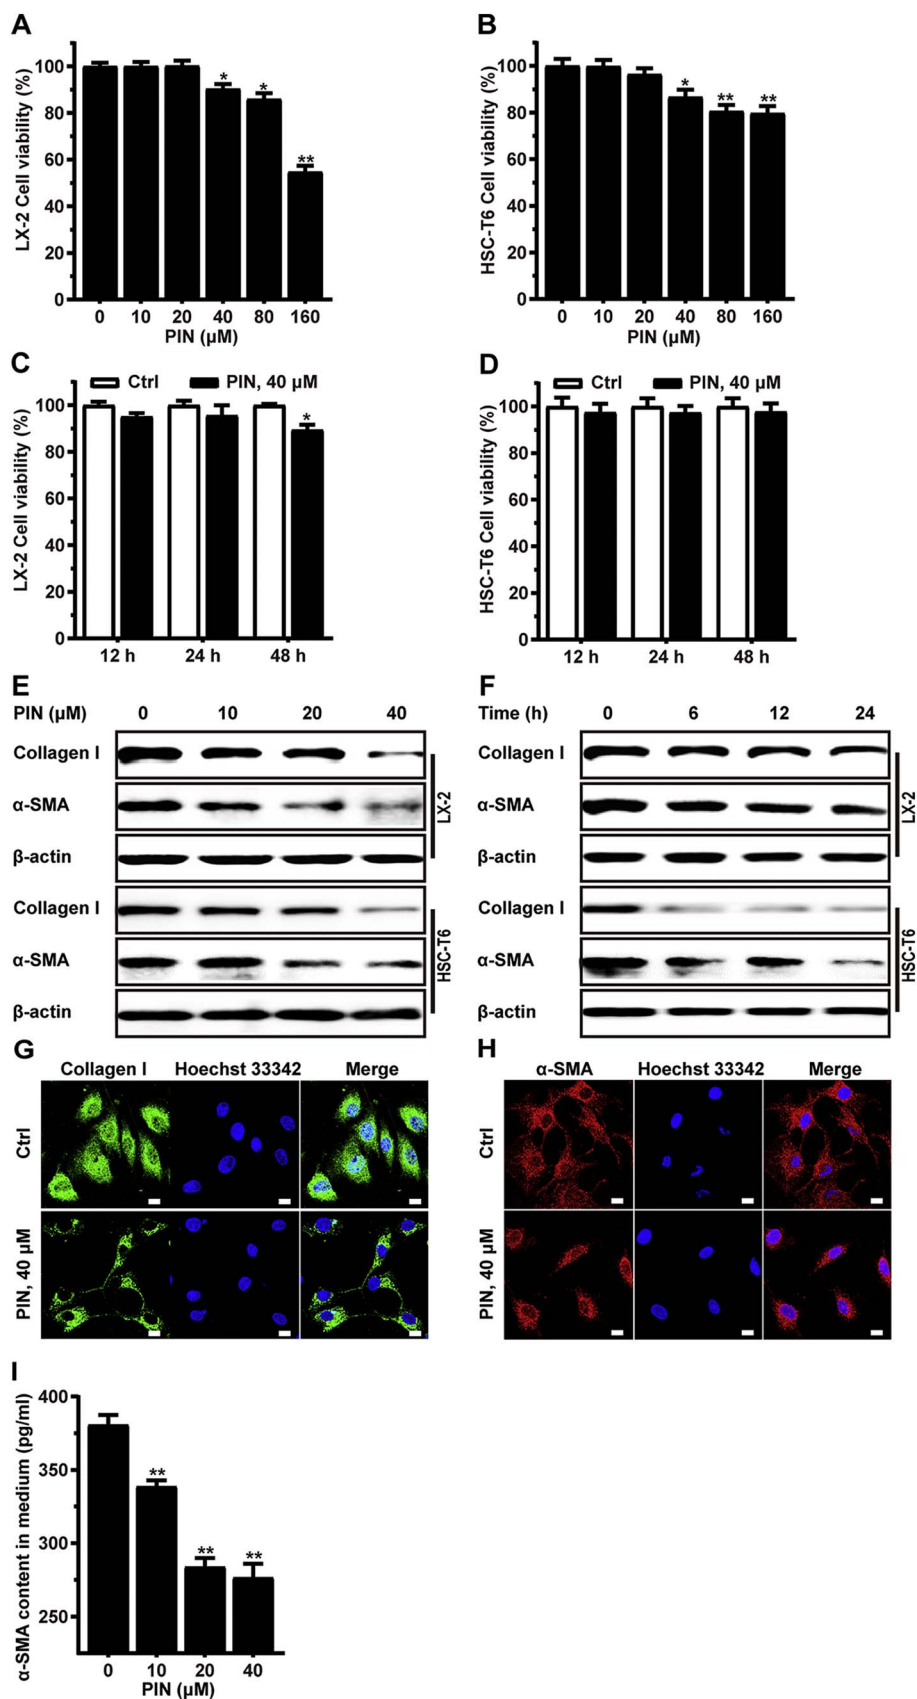 A
LX-2 Cell viability (%)
100
80
60
40
20
0
* * **
0 10 20 40 80 160
PIN (μM)
B
HSC-T6 Cell viability (%)
100
80
60
40
20
0
* ** **
0 10 20 40 80 160
PIN (μM)
C
Ctrl PIN, 40 μM
LX-2 Cell viability (%)
100
80
60
40
20
0
*
12 h 24 h 48 h
D
Ctrl PIN, 40 μM
HSC-T6 Cell viability (%)
100
80
60
40
20
0
12 h 24 h 48 h
E
PIN (μM) 0 10 20 40
Collagen I
α-SMA
β-actin
LX-2
Collagen I
α-SMA
β-actin
HSC-T6
F
Time (h) 0 6 12 24
Collagen I
α-SMA
β-actin
LX-2
Collagen I
α-SMA
β-actin
HSC-T6
G
Collagen I Hoechst 33342 Merge
Ctrl
PIN, 40 μM
H
α-SMA Hoechst 33342 Merge
Ctrl
PIN, 40 μM
I
α-SMA content in medium (pg/ml)
400
350
300
250
** ** **
0 10 20 40
PIN (μM)